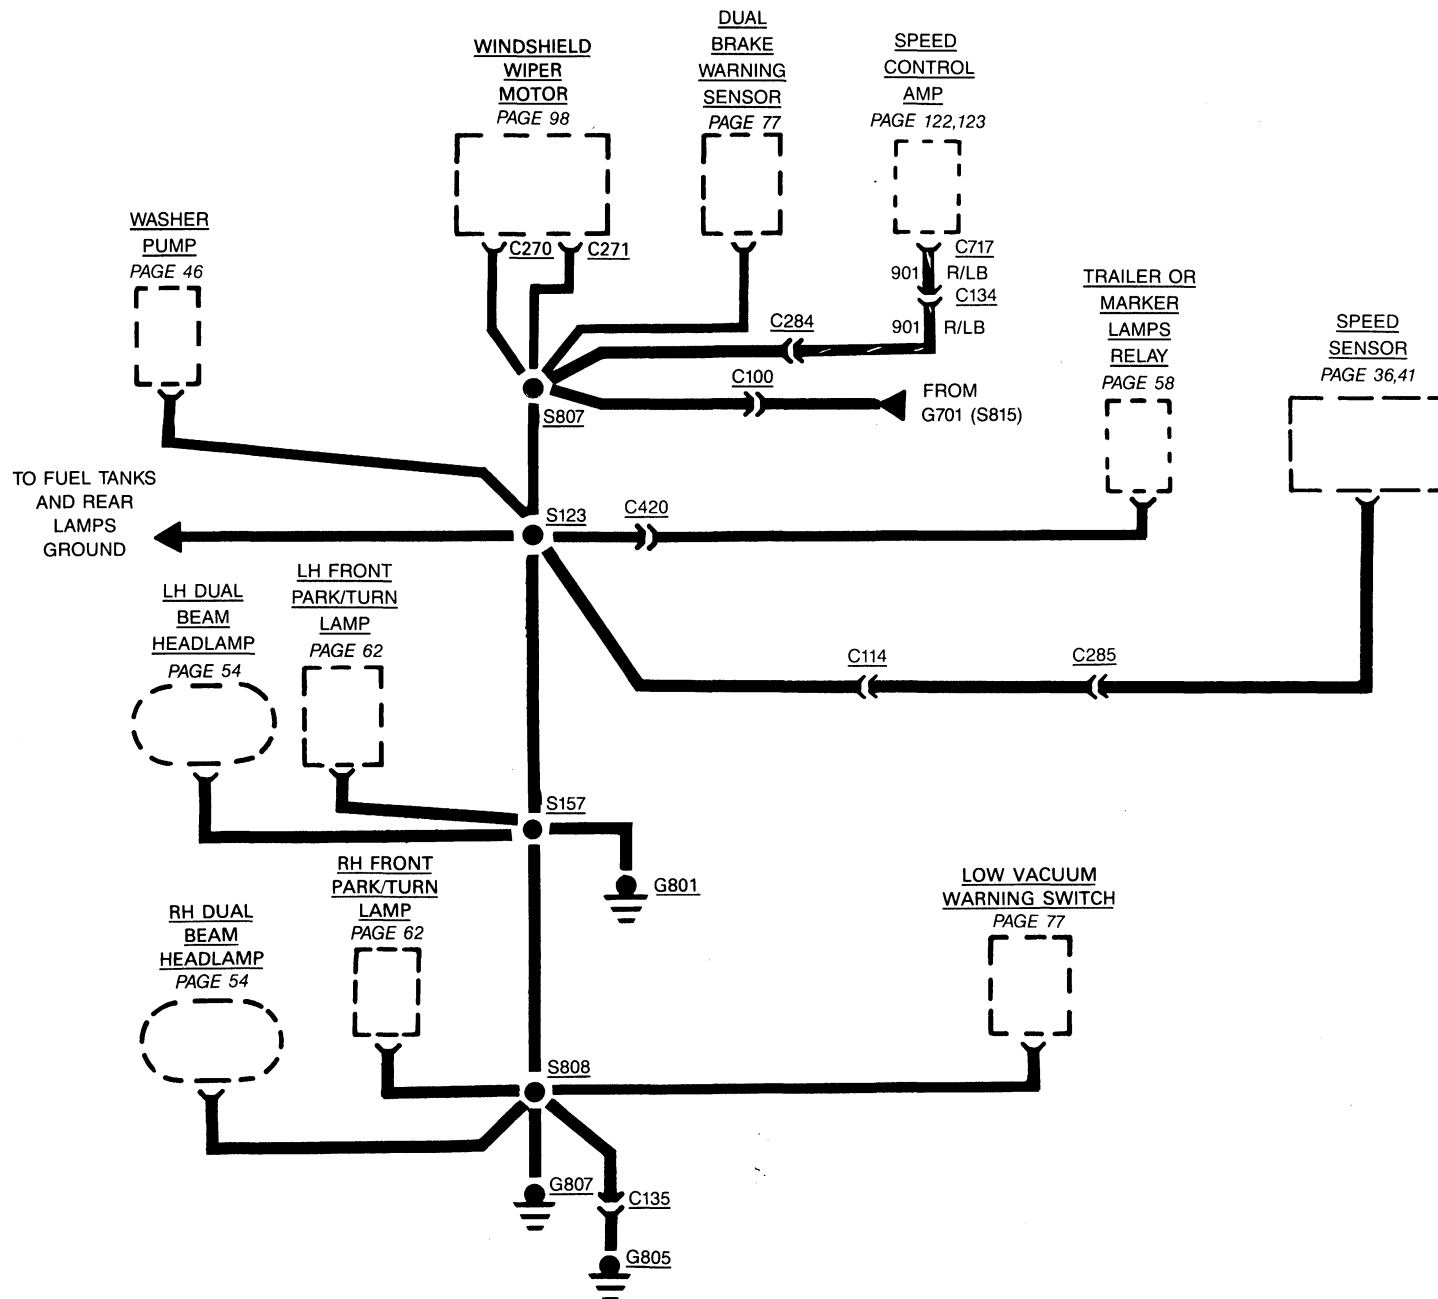 DUAL
BRAKE
WARNING
SENSOR
PAGE 77
WINDSHIELD
WIPER
MOTOR
PAGE 98
SPEED
CONTROL
AMP
PAGE 122,123
WASHER
PUMP
PAGE 46
C270
C271
C717
901 R/LB
C134
901 R/LB
C284
TRAILER OR
MARKER
LAMPS
RELAY
PAGE 58
SPEED
SENSOR
PAGE 36,41
C100
FROM
G701 (S815)
S807
TO FUEL TANKS
AND REAR
LAMPS
GROUND
S123
C420
LH DUAL
BEAM
HEADLAMP
PAGE 54
LH FRONT
PARK/TURN
LAMP
PAGE 62
C114
C285
S157
G801
RH DUAL
BEAM
HEADLAMP
PAGE 54
RH FRONT
PARK/TURN
LAMP
PAGE 62
LOW VACUUM
WARNING SWITCH
PAGE 77
S808
G807
C135
G805